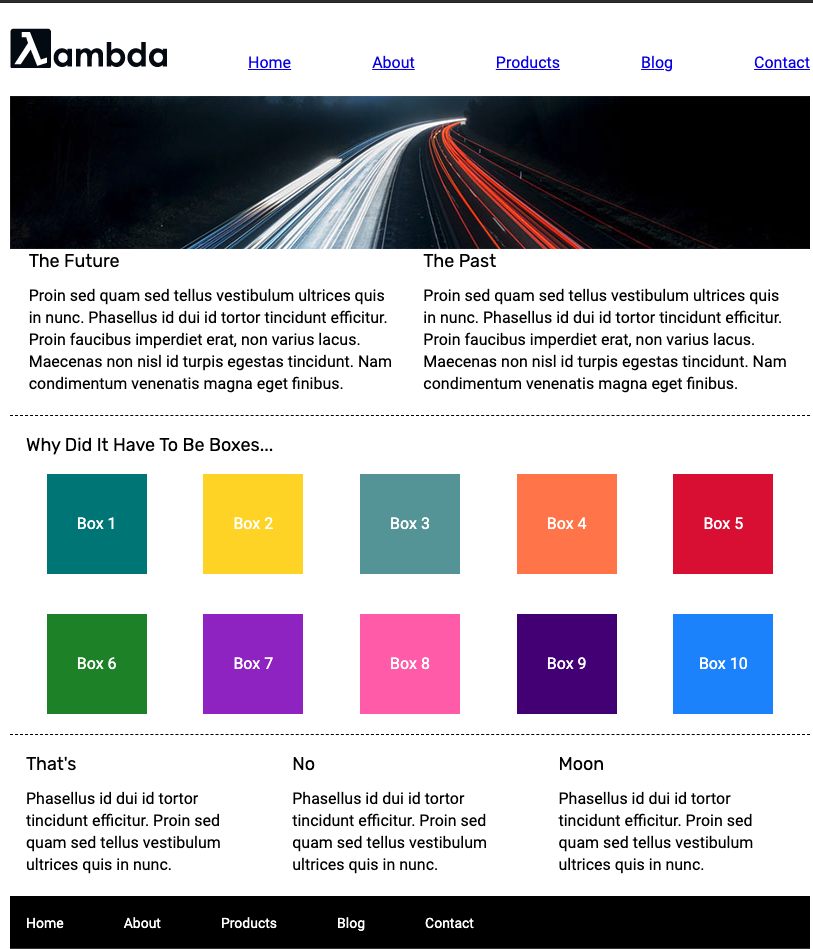 λambda
Home About Products Blog Contact
The Future
Proin sed quam sed tellus vestibulum ultrices quis
in nunc. Phasellus id dui id tortor tincidunt efficitur.
Proin faucibus imperdiet erat, non varius lacus.
Maecenas non nisl id turpis egestas tincidunt. Nam
condimentum venenatis magna eget finibus.
The Past
Proin sed quam sed tellus vestibulum ultrices quis
in nunc. Phasellus id dui id tortor tincidunt efficitur.
Proin faucibus imperdiet erat, non varius lacus.
Maecenas non nisl id turpis egestas tincidunt. Nam
condimentum venenatis magna eget finibus.
Why Did It Have To Be Boxes...
Box 1 Box 2 Box 3 Box 4 Box 5
Box 6 Box 7 Box 8 Box 9 Box 10
That's
Phasellus id dui id tortor
tincidunt efficitur. Proin sed
quam sed tellus vestibulum
ultrices quis in nunc.
No
Phasellus id dui id tortor
tincidunt efficitur. Proin sed
quam sed tellus vestibulum
ultrices quis in nunc.
Moon
Phasellus id dui id tortor
tincidunt efficitur. Proin sed
quam sed tellus vestibulum
ultrices quis in nunc.
Home About Products Blog Contact